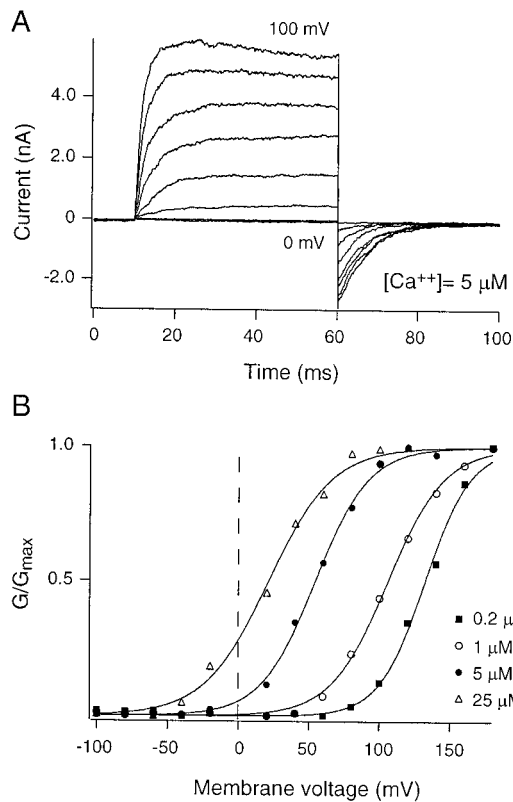 A
100 mV
4.0
2.0
0
-2.0
Current (nA)
0 mV
[Ca++]= 5 µM
0
20
40
60
80
100
Time (ms)
B
1.0
0.5
G/Gmax
0.2 µ
1 µM
5 µM
25 µM
-100
-50
0
50
100
150
Membrane voltage (mV)